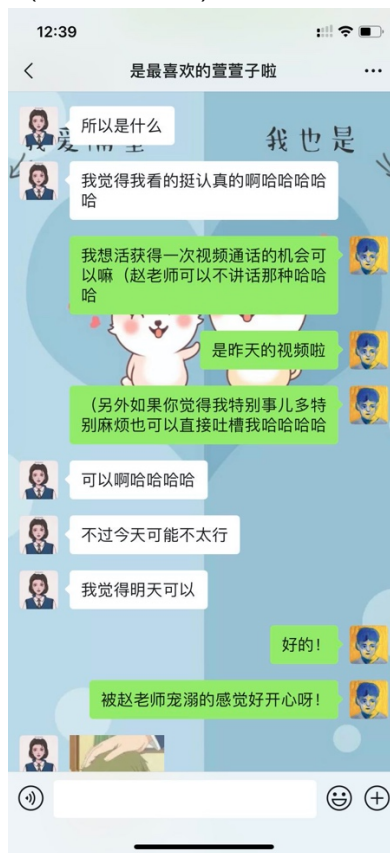 12:39
是最喜欢的萱萱子啦
我也是
所以是什么
我觉得我看的挺认真的啊哈哈哈哈
哈
我想活获得一次视频通话的机会可
以嘛（赵老师可以不讲话那种哈哈
哈
是昨天的视频啦
（另外如果你觉得我特别事儿多特
别麻烦也可以直接吐槽我哈哈哈哈
可以啊哈哈哈哈
不过今天可能不太行
我觉得明天可以
好的！
被赵老师宠溺的感觉好开心呀！